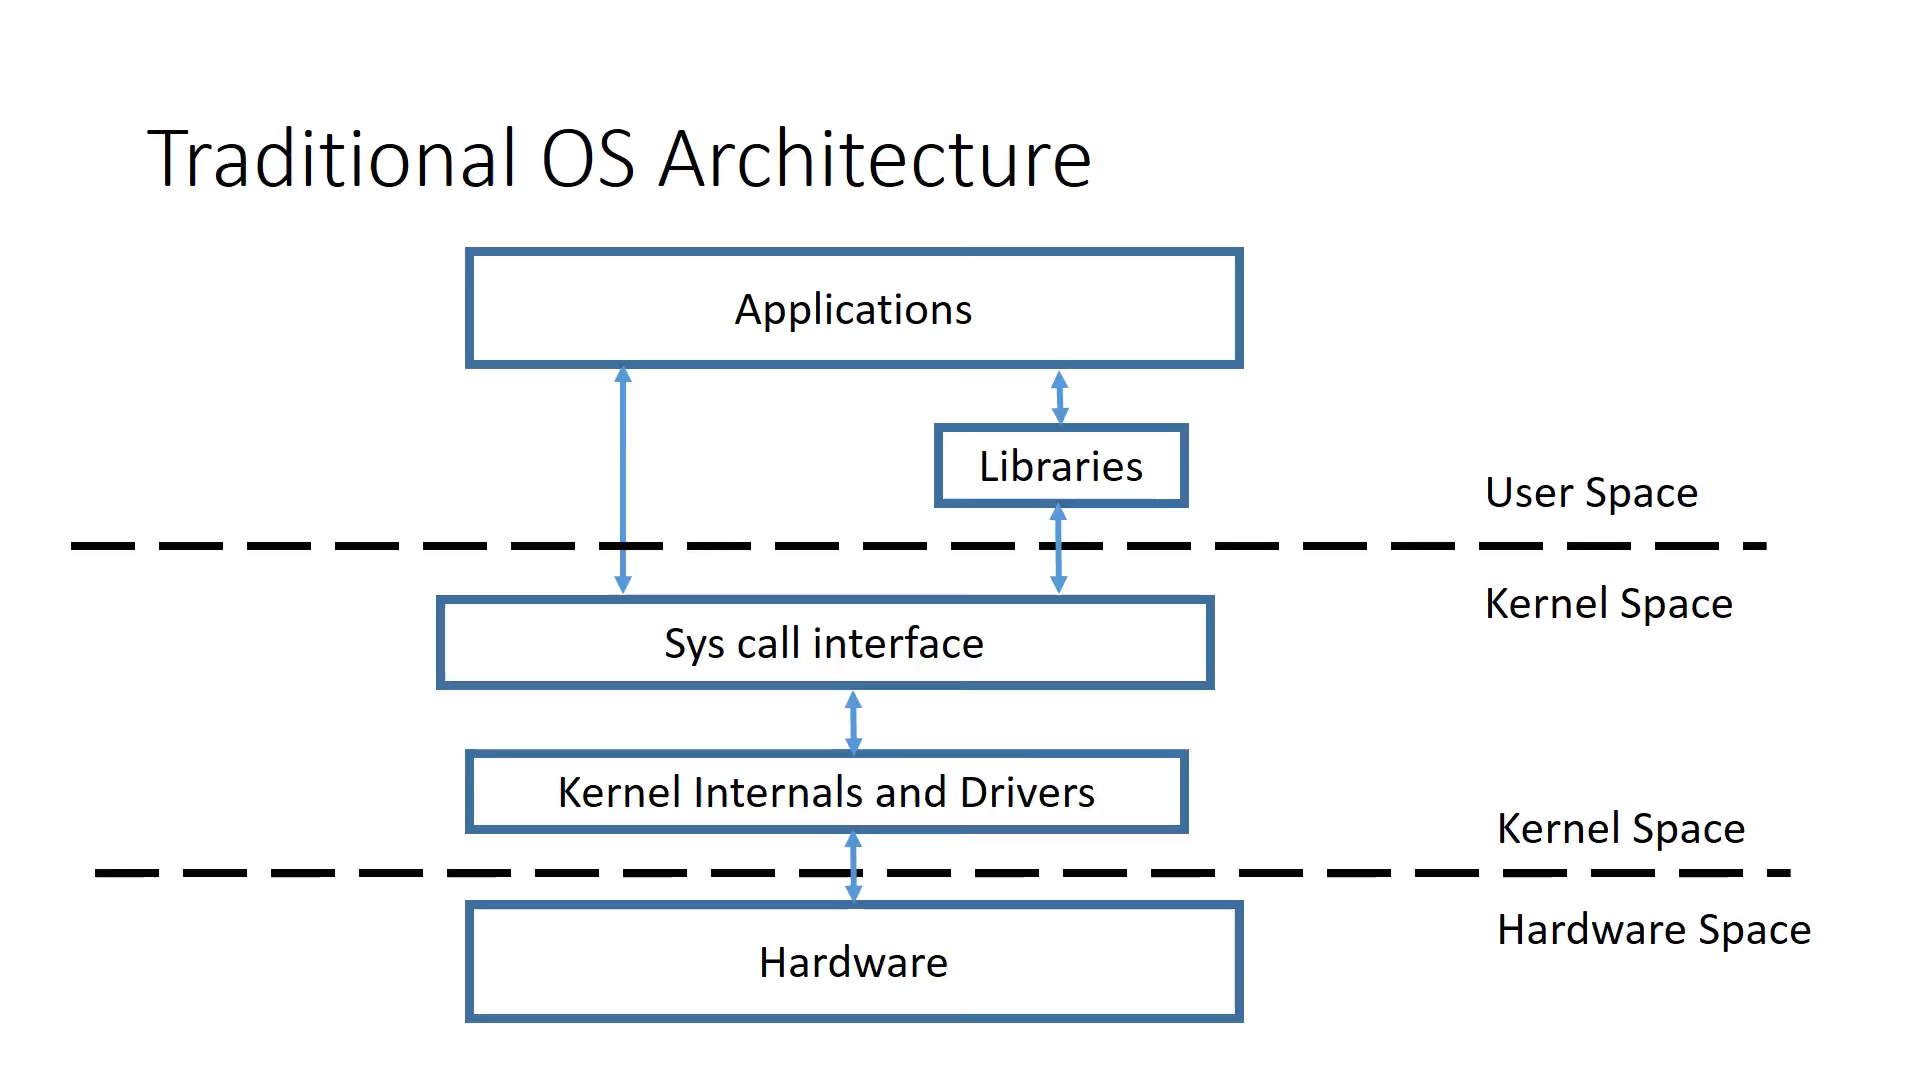 Traditional OS Architecture
Applications
Libraries
User Space
Kernel Space
Sys call interface
Kernel Internals and Drivers
Kernel Space
Hardware Space
Hardware